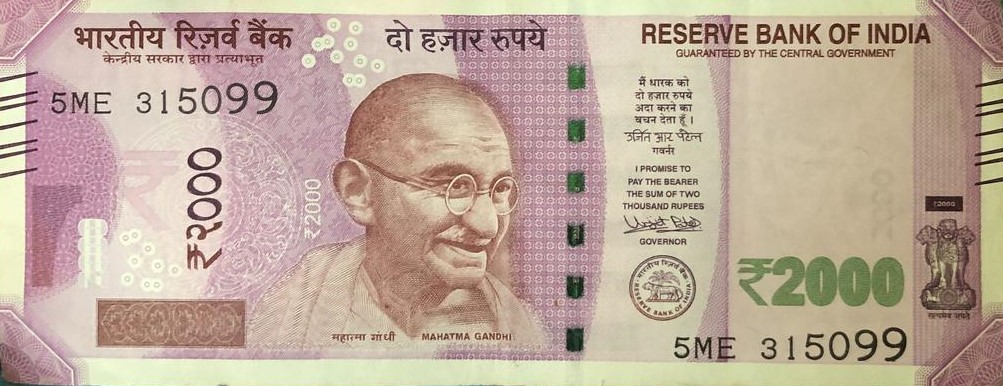 भारतीय रिज़र्व बैंक
केन्द्रीय सरकार द्वारा प्रत्याभूत
दो हज़ार रुपये
RESERVE BANK OF INDIA
GUARANTEED BY THE CENTRAL GOVERNMENT
5ME 315099
₹२०००
₹2000
मैं धारक को
दो हज़ार रुपये
अदा करने का
वचन देता हूँ ।
उर्जित आर पटेल
गवर्नर
I PROMISE TO
PAY THE BEARER
THE SUM OF TWO
THOUSAND RUPEES
GOVERNOR
भारतीय रिज़र्व बैंक
RESERVE BANK OF INDIA
₹2000
₹2000
सत्यमेव जयते
महात्मा गांधी
MAHATMA GANDHI
5ME 315099